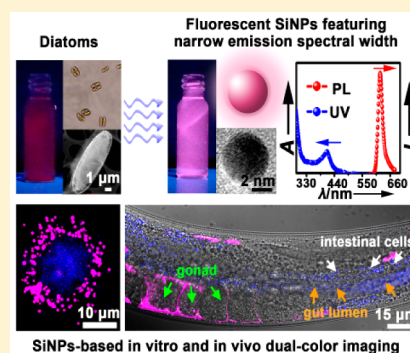 Diatoms
Fluorescent SiNPs featuring
narrow emission spectral width
1 μm
2 nm
PL
UV
A
330 440 550 660
λ/nm
10 μm
gonad
intestinal cells
gut lumen
15 μm
SiNPs-based in vitro and in vivo dual-color imaging